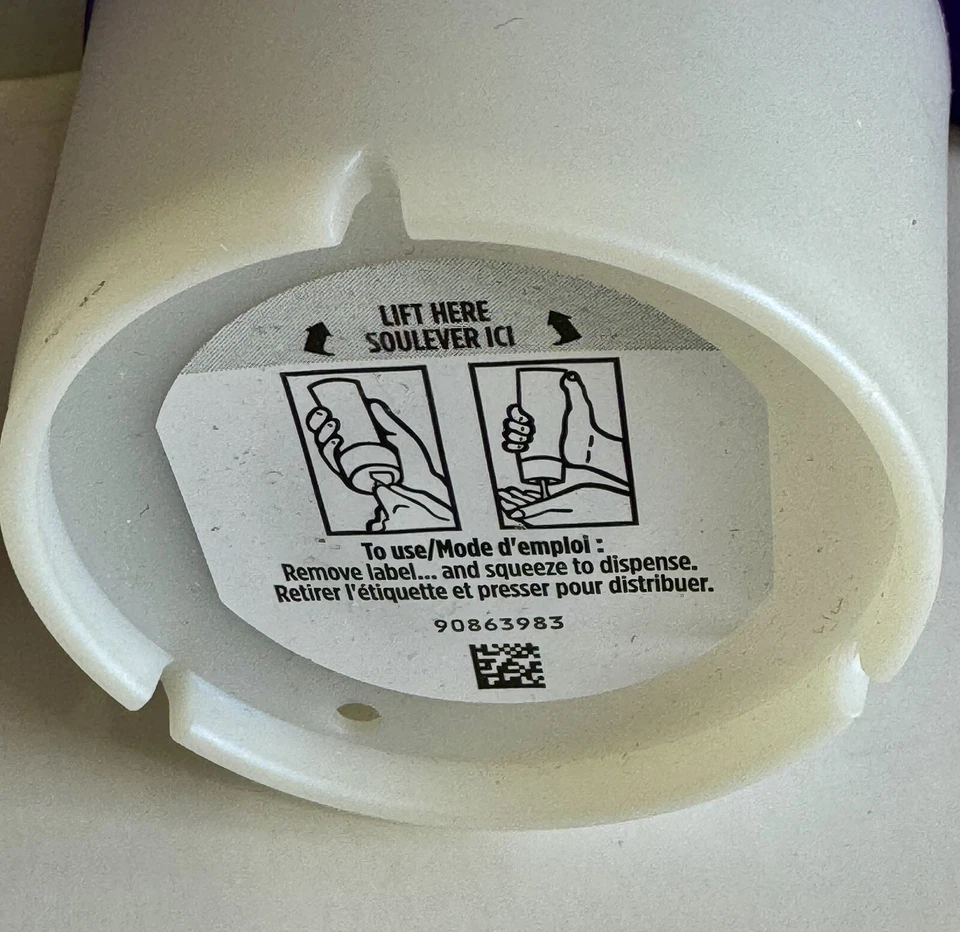 LIFT HERE
SOULEVER ICI
To use/Mode d'emploi :
Remove label... and squeeze to dispense.
Retirer l'étiquette et presser pour distribuer.
90863983